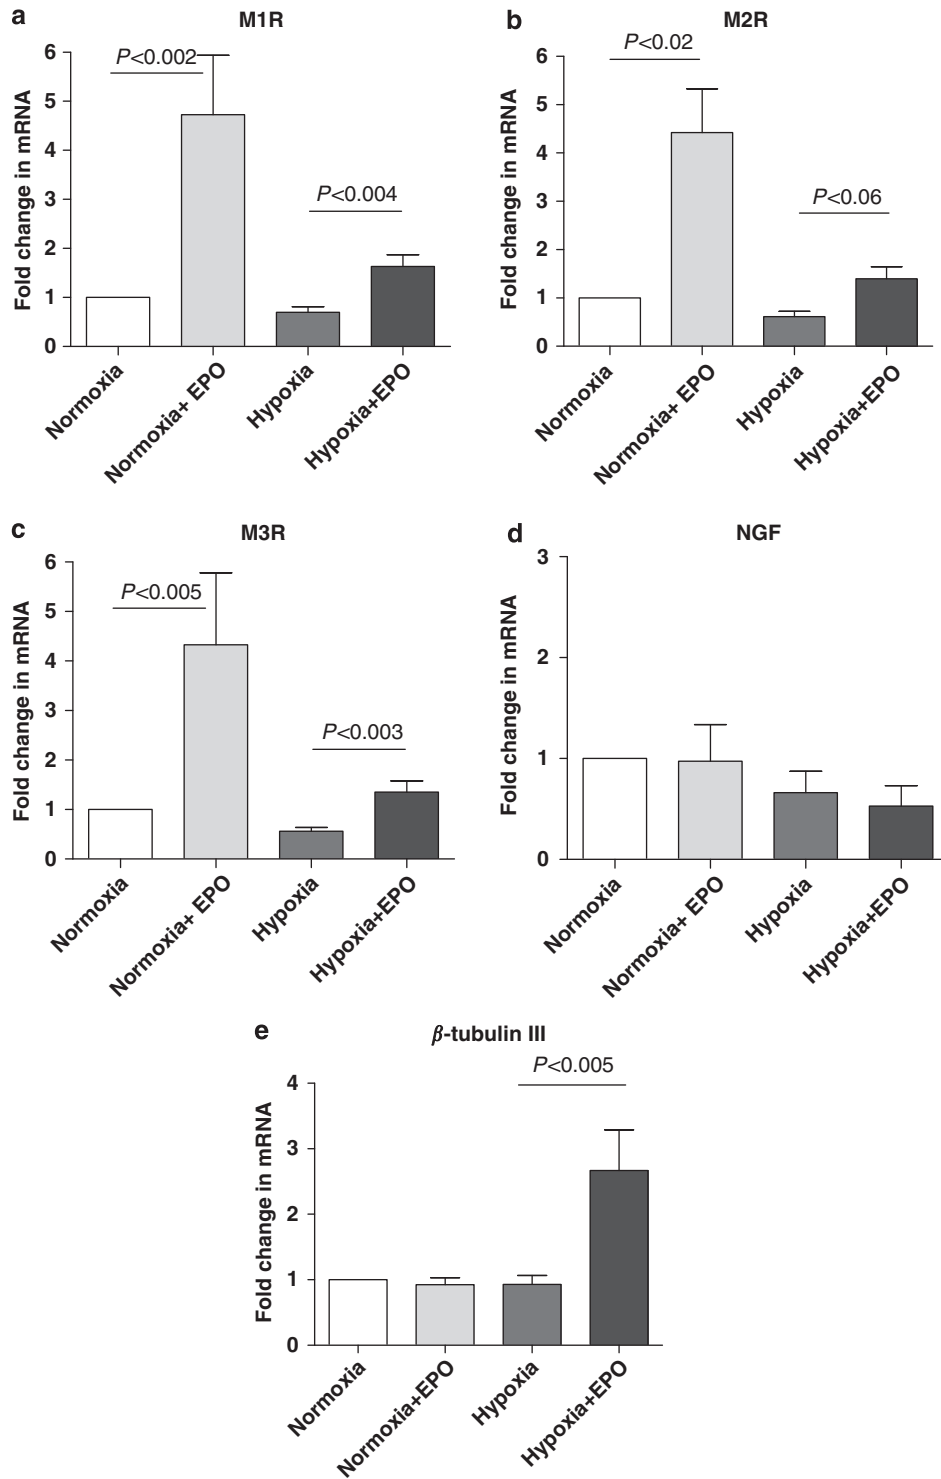 a
M1R
Fold change in mRNA
6
5
4
3
2
1
0
P<0.002
P<0.004
Normoxia
Normoxia+ EPO
Hypoxia
Hypoxia+EPO
b
M2R
Fold change in mRNA
6
5
4
3
2
1
0
P<0.02
P<0.06
Normoxia
Normoxia+ EPO
Hypoxia
Hypoxia+EPO
c
M3R
Fold change in mRNA
6
5
4
3
2
1
0
P<0.005
P<0.003
Normoxia
Normoxia+ EPO
Hypoxia
Hypoxia+EPO
d
NGF
Fold change in mRNA
3
2
1
0
Normoxia
Normoxia+ EPO
Hypoxia
Hypoxia+EPO
e
β-tubulin III
Fold change in mRNA
4
3
2
1
0
P<0.005
Normoxia
Normoxia+EPO
Hypoxia
Hypoxia+EPO